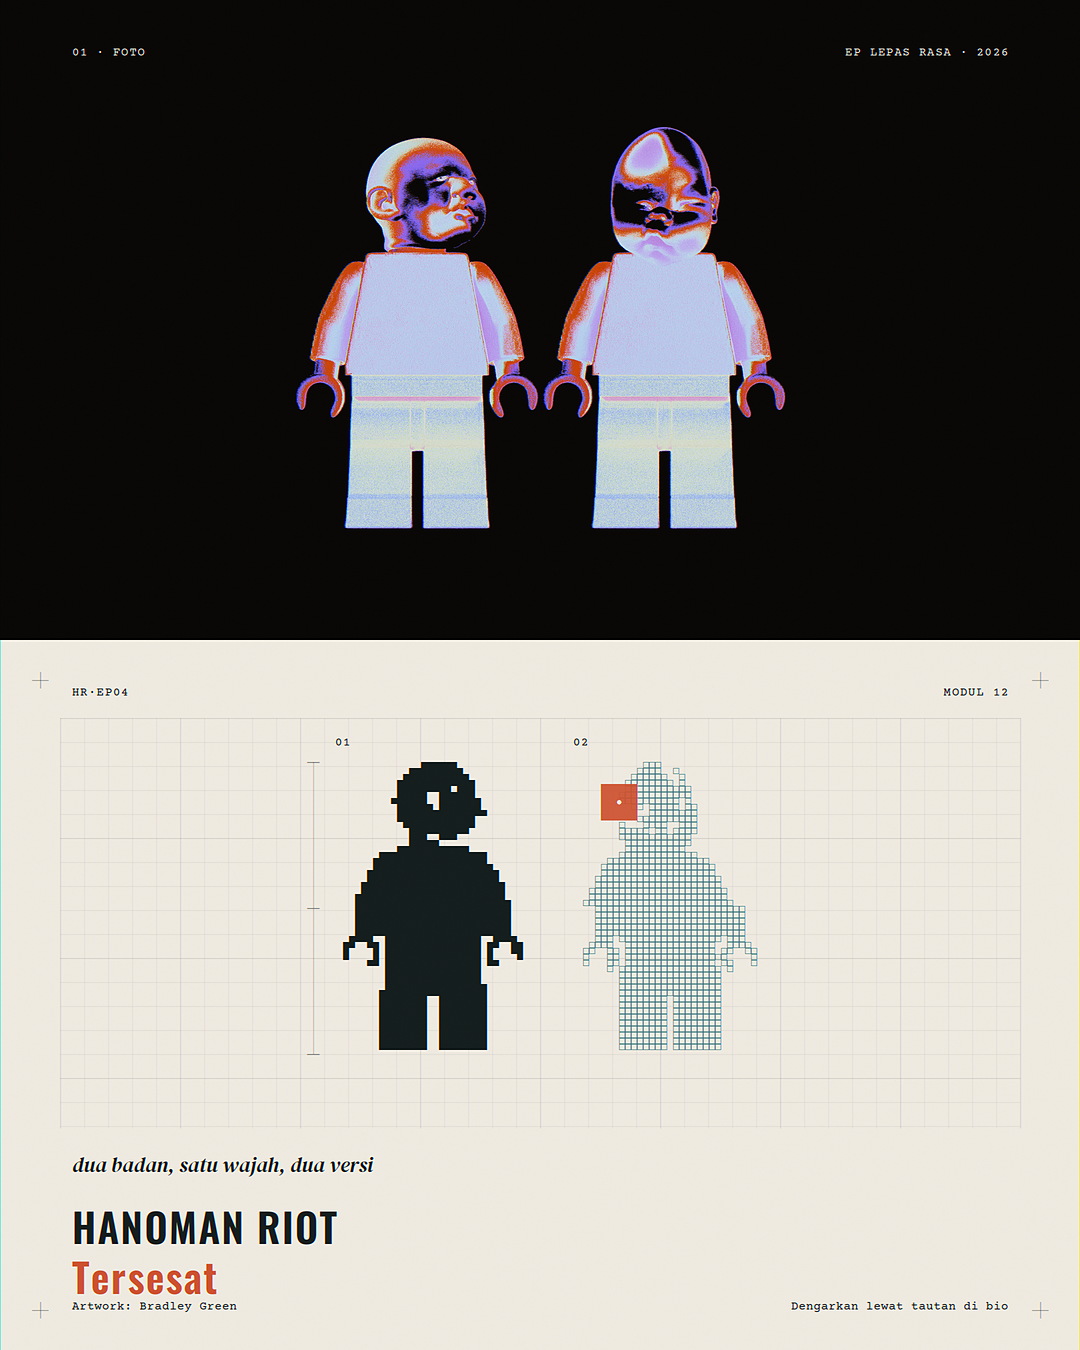 01 · FOTO
EP LEPAS RASA · 2026
HR·EP04
MODUL 12
01
02
dua badan, satu wajah, dua versi
HANOMAN RIOT
Tersesat
Artwork: Bradley Green
Dengarkan lewat tautan di bio